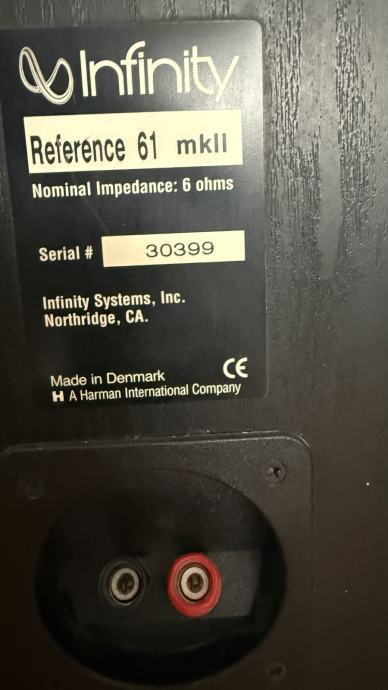 Infinity
Reference 61 mkII
Nominal Impedance: 6 ohms
Serial # 30399
Infinity Systems, Inc.
Northridge, CA.
CE
Made in Denmark
H A Harman International Company